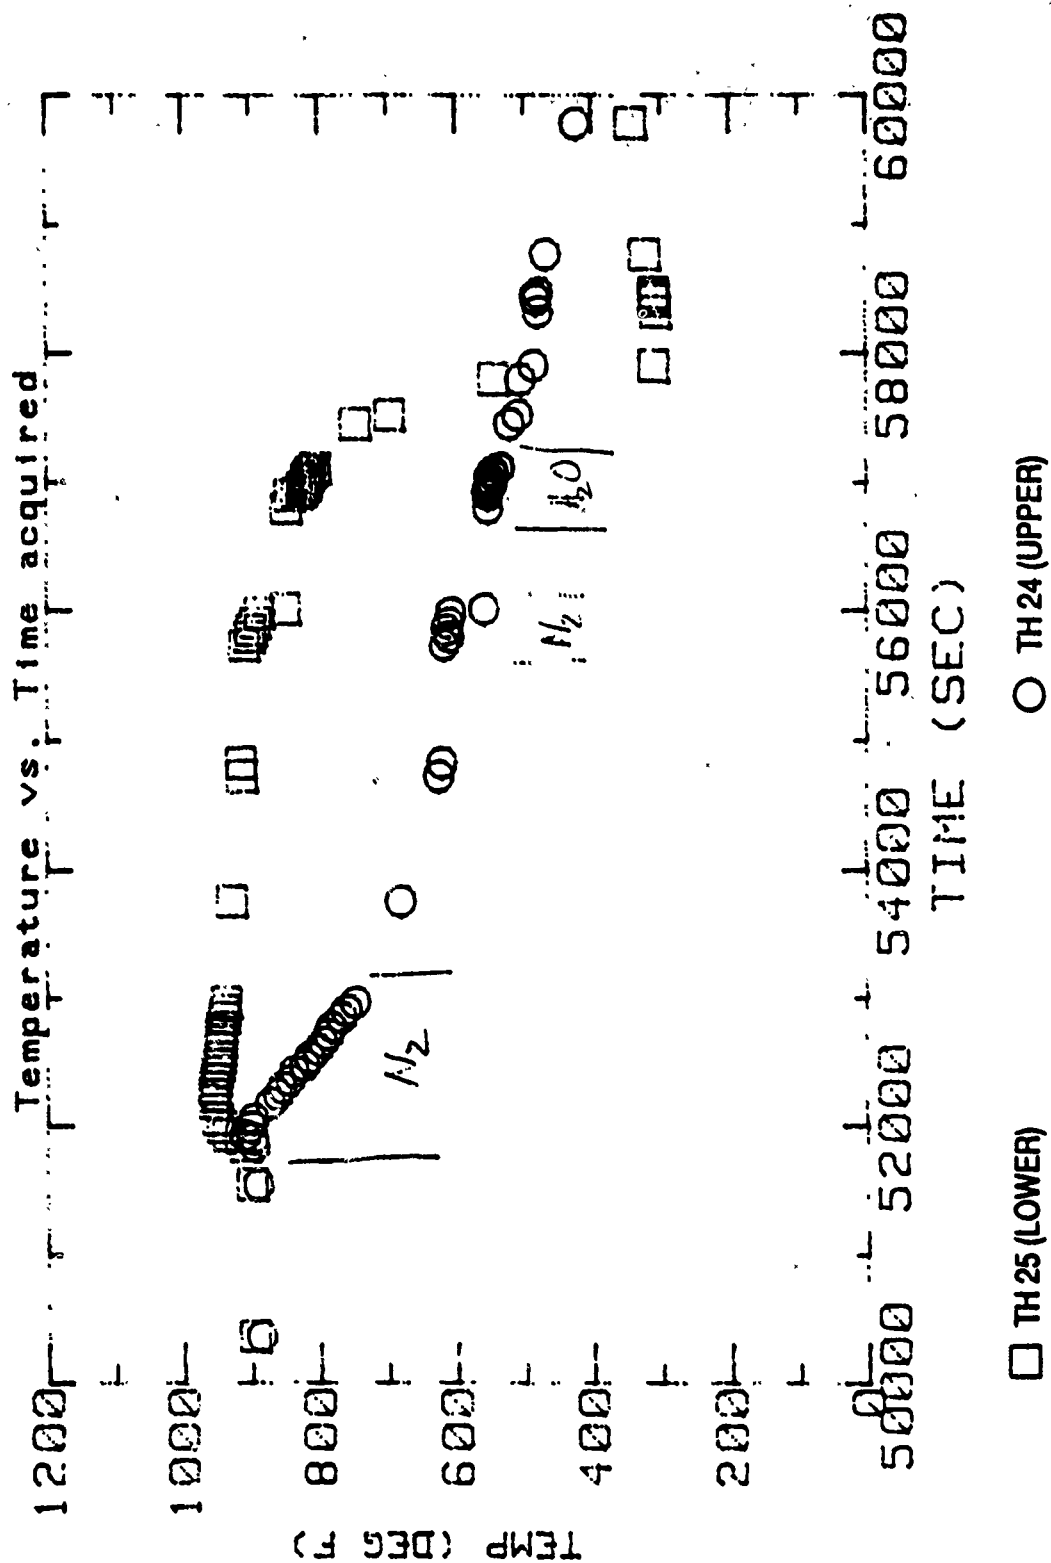 Temperature vs. Time acquired
TEMP (DEG F)
1200
1000
800
600
400
200
0
N2
N2
H2O
50000 52000 54000 56000 58000 60000
TIME (SEC)
TH 25 (LOWER) TH 24 (UPPER)